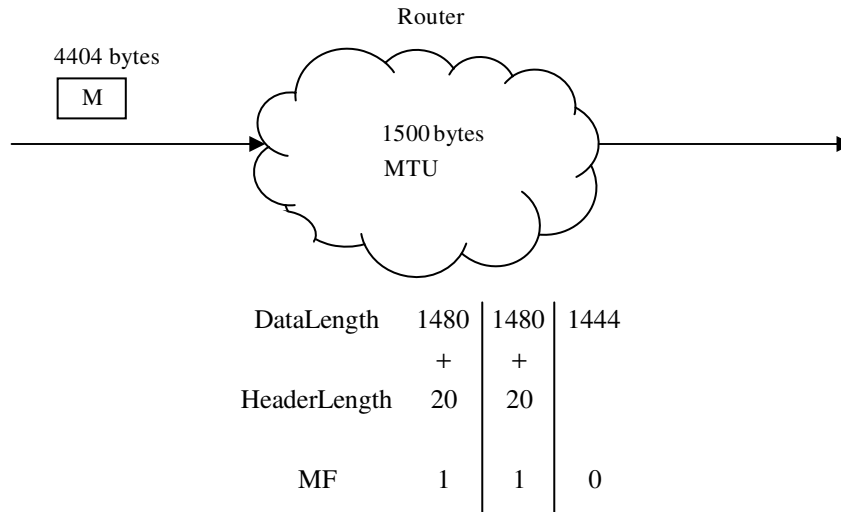 Router
4404 bytes
M
1500 bytes
MTU
DataLength 1480 1480 1444
+ +
HeaderLength 20 20
MF 1 1 0